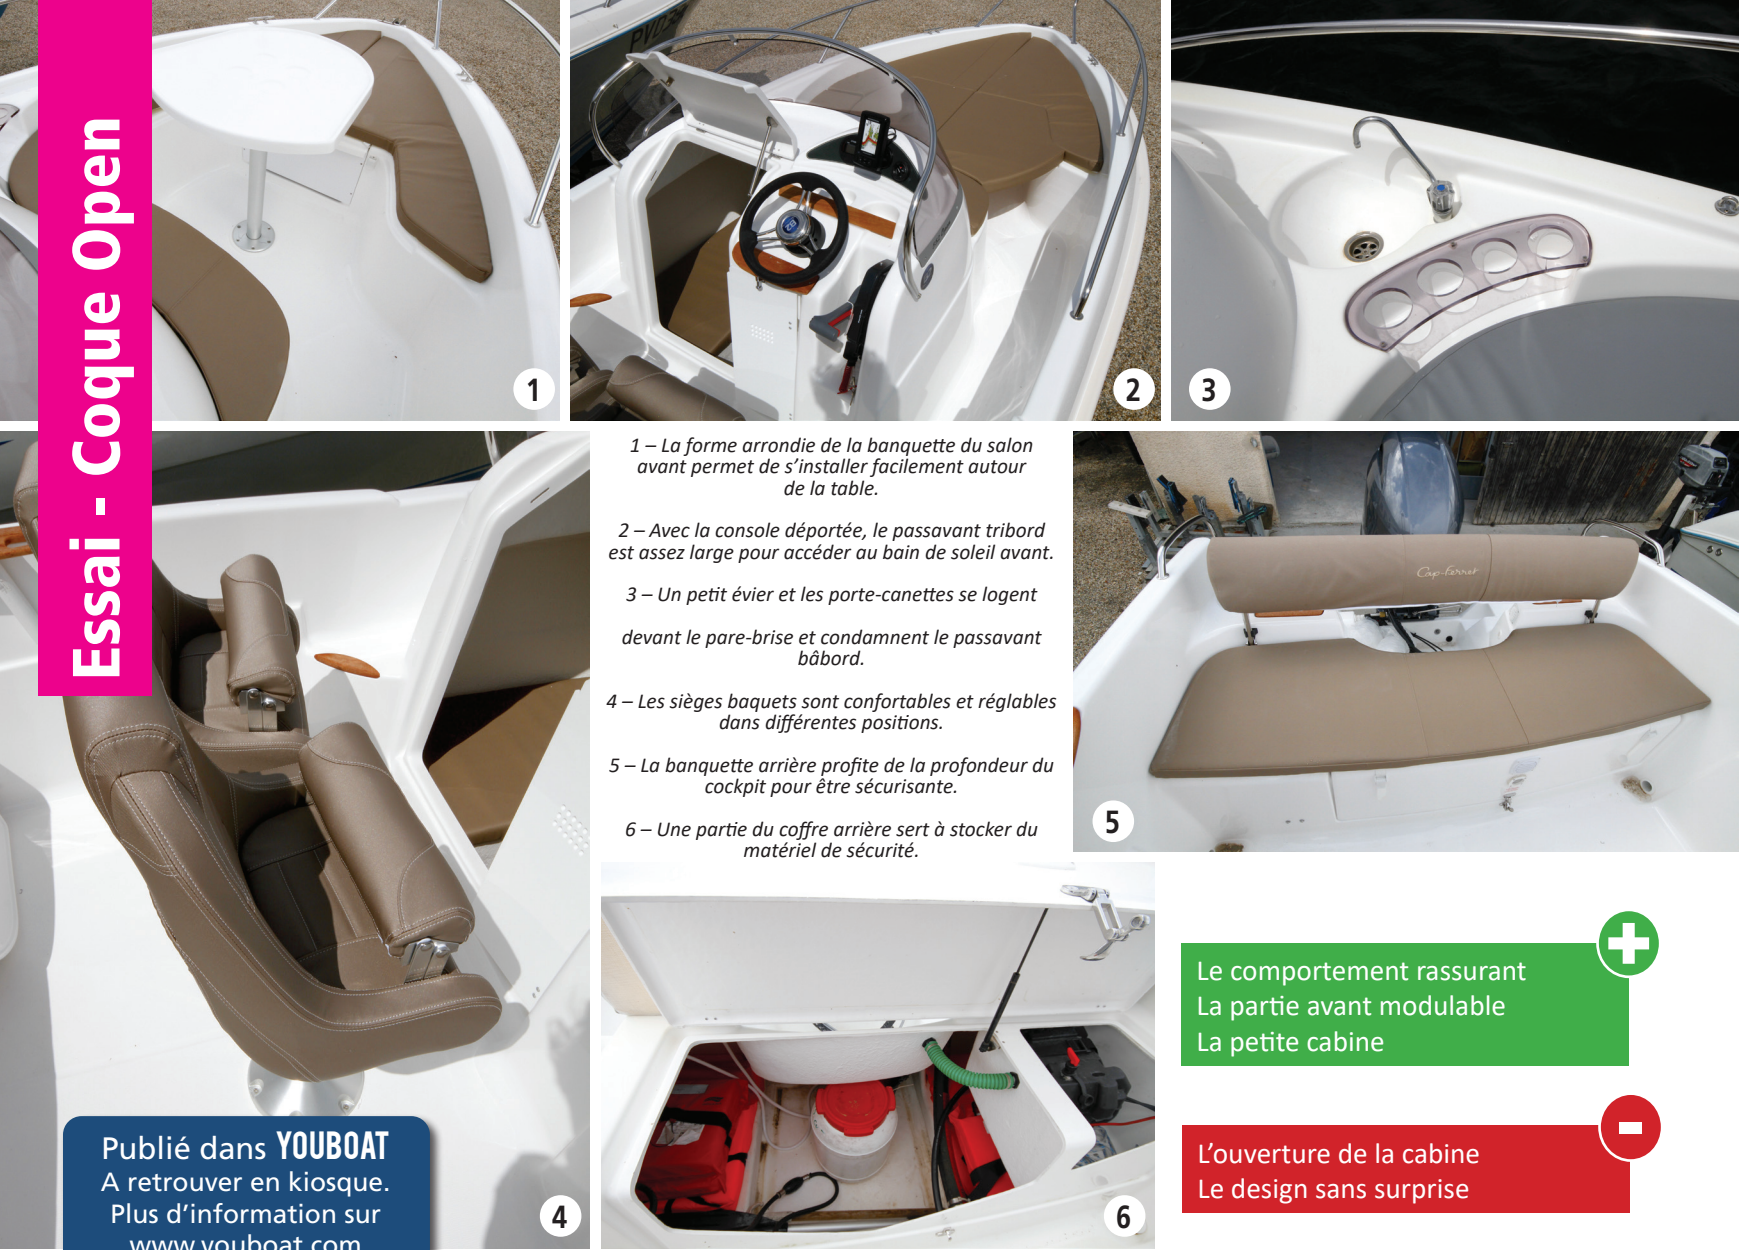 Essai - Coque Open
PV
1
2
3
1 – La forme arrondie de la banquette du salon
avant permet de s’installer facilement autour
de la table.
2 – Avec la console déportée, le passavant tribord
est assez large pour accéder au bain de soleil avant.
3 – Un petit évier et les porte-canettes se logent
devant le pare-brise et condamnent le passavant
bâbord.
4 – Les sièges baquets sont confortables et réglables
dans différentes positions.
5 – La banquette arrière profite de la profondeur du
cockpit pour être sécurisante.
6 – Une partie du coffre arrière sert à stocker du
matériel de sécurité.
Cap-Ferret
5
Le comportement rassurant
La partie avant modulable
La petite cabine
L’ouverture de la cabine
Le design sans surprise
Publié dans YOUBOAT
A retrouver en kiosque.
Plus d’information sur
www.youboat.com
4
6